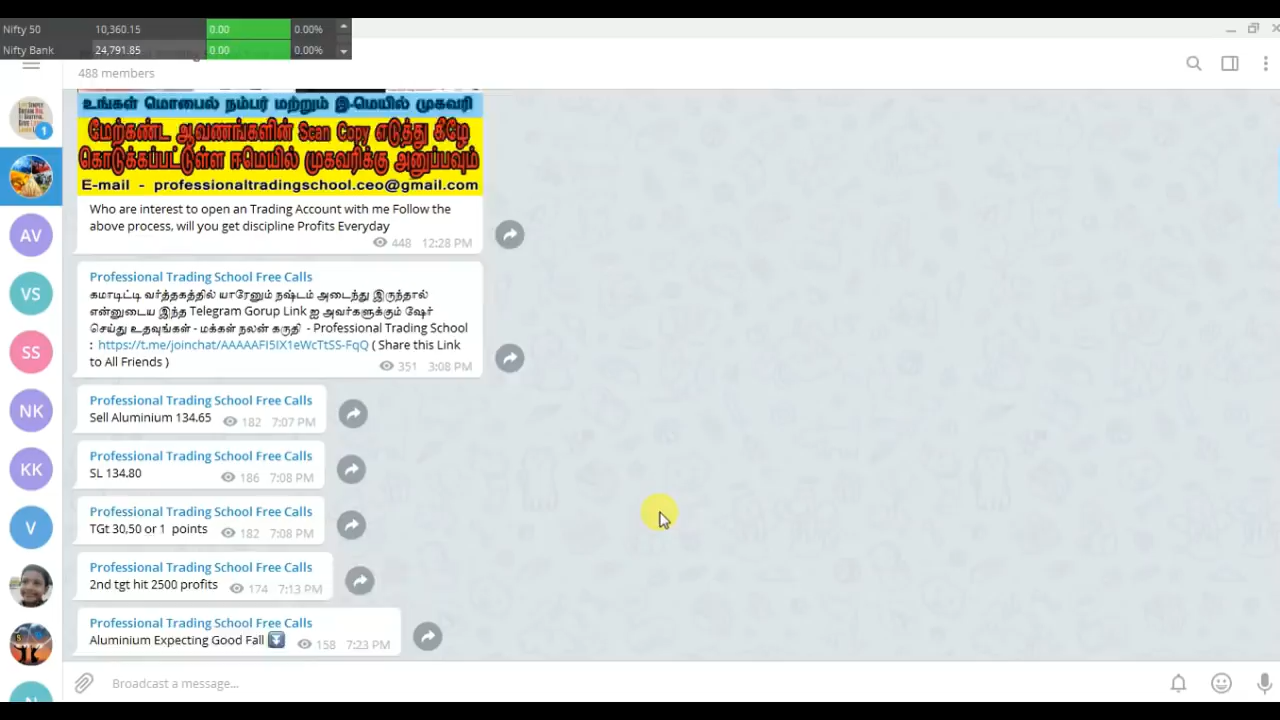 Nifty 50 10,360.15 0.00 0.00%
Nifty Bank 24,791.85 0.00 0.00%
488 members
உங்கள் மொபைல் நம்பர் மற்றும் இ-மெயில் முகவரி
மேற்கண்ட ஆவணங்களின் Scan Copy எடுத்து கீழே
கொடுக்கப்பட்டுள்ள ஈமெயில் முகவரிக்கு அனுப்பவும்
E-mail - professionaltradingschool.ceo@gmail.com
Who are interest to open an Trading Account with me Follow the
above process, will you get discipline Profits Everyday
448 12:28 PM
Professional Trading School Free Calls
கமாடிட்டி வர்த்தகத்தில் யாரேனும் நஷ்டம் அடைந்து இருந்தால்
என்னுடைய இந்த Telegram Gorup Link ஐ அவர்களுக்கும் ஷேர்
செய்து உதவுங்கள் - மக்கள் நலன் கருதி - Professional Trading School
: https://t.me/joinchat/AAAAAFI5IX1eWcTtSS-FqQ ( Share this Link
to All Friends )
351 3:08 PM
Professional Trading School Free Calls
Sell Aluminium 134.65 182 7:07 PM
Professional Trading School Free Calls
SL 134.80 186 7:08 PM
Professional Trading School Free Calls
TGt 30,50 or 1 points 182 7:08 PM
Professional Trading School Free Calls
2nd tgt hit 2500 profits 174 7:13 PM
Professional Trading School Free Calls
Aluminium Expecting Good Fall 158 7:23 PM
Broadcast a message...
1
AV
VS
SS
NK
KK
V